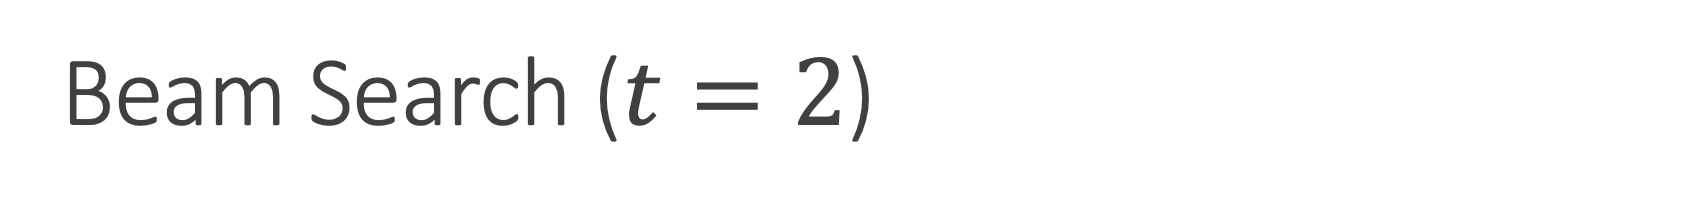 Beam Search (𝑡 = 2)